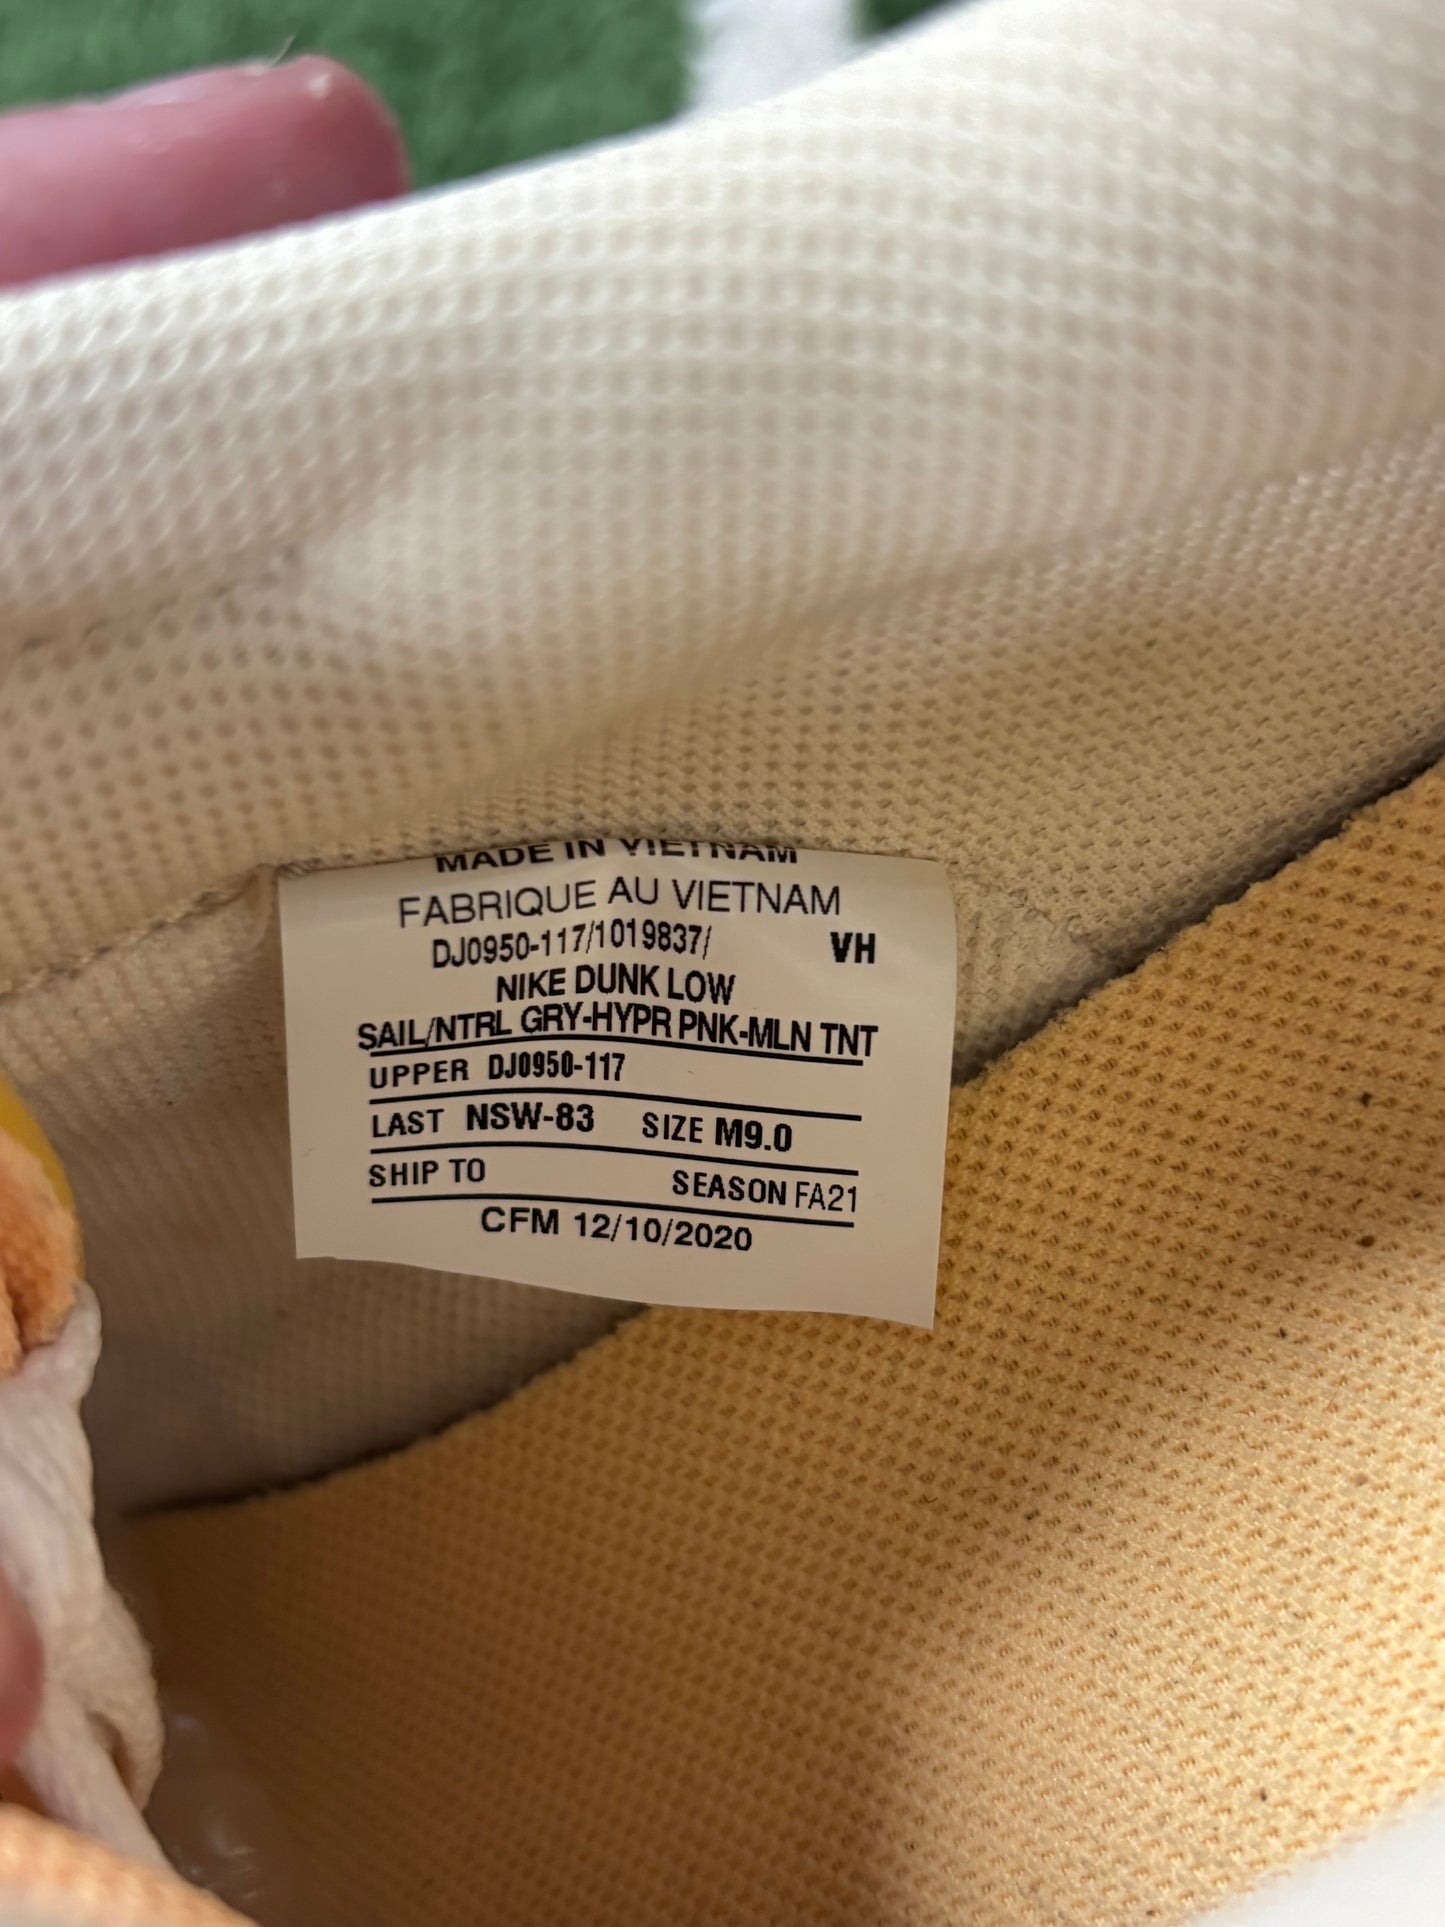 MADE IN VIETNAM
FABRIQUE AU VIETNAM
DJ0950-117/1019837/ VH
NIKE DUNK LOW
SAIL/NTRL GRY-HYPR PNK-MLN TNT
UPPER DJ0950-117
LAST NSW-83 SIZE M9.0
SHIP TO SEASON FA21
CFM 12/10/2020